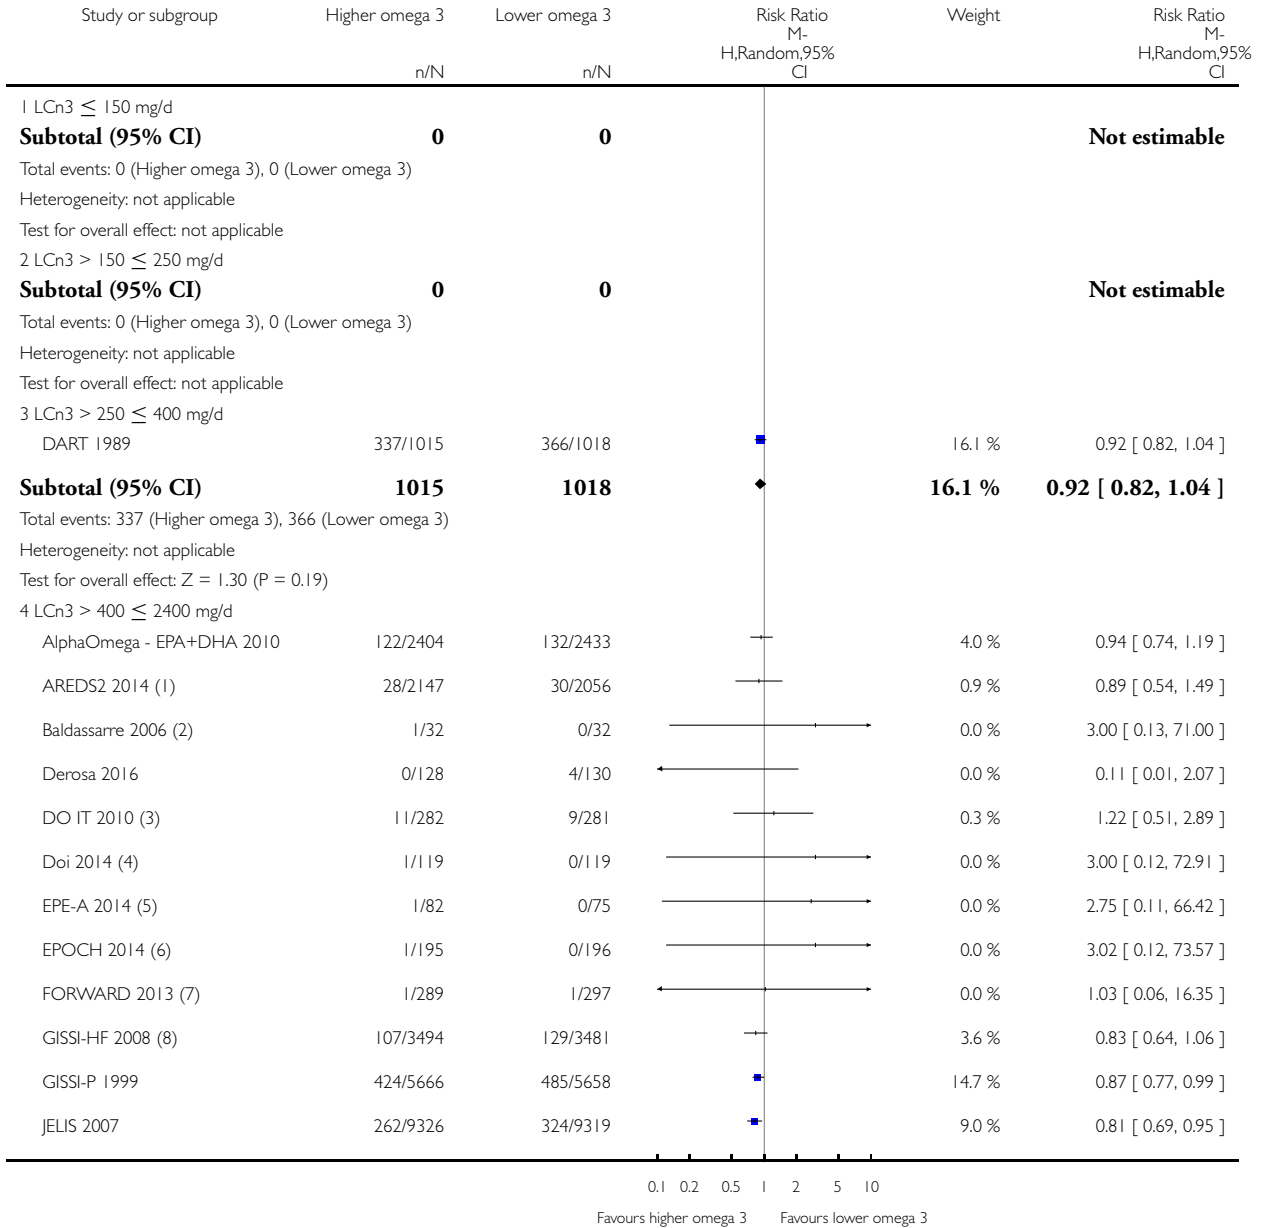 Study or subgroup Higher omega 3 Lower omega 3 Risk Ratio Weight Risk Ratio
M- M-
H,Random,95% H,Random,95%
n/N n/N CI CI
1 LCn3 ≤ 150 mg/d
Subtotal (95% CI) 0 0 Not estimable
Total events: 0 (Higher omega 3), 0 (Lower omega 3)
Heterogeneity: not applicable
Test for overall effect: not applicable
2 LCn3 > 150 ≤ 250 mg/d
Subtotal (95% CI) 0 0 Not estimable
Total events: 0 (Higher omega 3), 0 (Lower omega 3)
Heterogeneity: not applicable
Test for overall effect: not applicable
3 LCn3 > 250 ≤ 400 mg/d
DART 1989 337/1015 366/1018 16.1 % 0.92 [ 0.82, 1.04 ]
Subtotal (95% CI) 1015 1018 16.1 % 0.92 [ 0.82, 1.04 ]
Total events: 337 (Higher omega 3), 366 (Lower omega 3)
Heterogeneity: not applicable
Test for overall effect: Z = 1.30 (P = 0.19)
4 LCn3 > 400 ≤ 2400 mg/d
AlphaOmega - EPA+DHA 2010 122/2404 132/2433 4.0 % 0.94 [ 0.74, 1.19 ]
AREDS2 2014 (1) 28/2147 30/2056 0.9 % 0.89 [ 0.54, 1.49 ]
Baldassarre 2006 (2) 1/32 0/32 0.0 % 3.00 [ 0.13, 71.00 ]
Derosa 2016 0/128 4/130 0.0 % 0.11 [ 0.01, 2.07 ]
DO IT 2010 (3) 11/282 9/281 0.3 % 1.22 [ 0.51, 2.89 ]
Doi 2014 (4) 1/119 0/119 0.0 % 3.00 [ 0.12, 72.91 ]
EPE-A 2014 (5) 1/82 0/75 0.0 % 2.75 [ 0.11, 66.42 ]
EPOCH 2014 (6) 1/195 0/196 0.0 % 3.02 [ 0.12, 73.57 ]
FORWARD 2013 (7) 1/289 1/297 0.0 % 1.03 [ 0.06, 16.35 ]
GISSI-HF 2008 (8) 107/3494 129/3481 3.6 % 0.83 [ 0.64, 1.06 ]
GISSI-P 1999 424/5666 485/5658 14.7 % 0.87 [ 0.77, 0.99 ]
JELIS 2007 262/9326 324/9319 9.0 % 0.81 [ 0.69, 0.95 ]
0.1 0.2 0.5 1 2 5 10
Favours higher omega 3 Favours lower omega 3